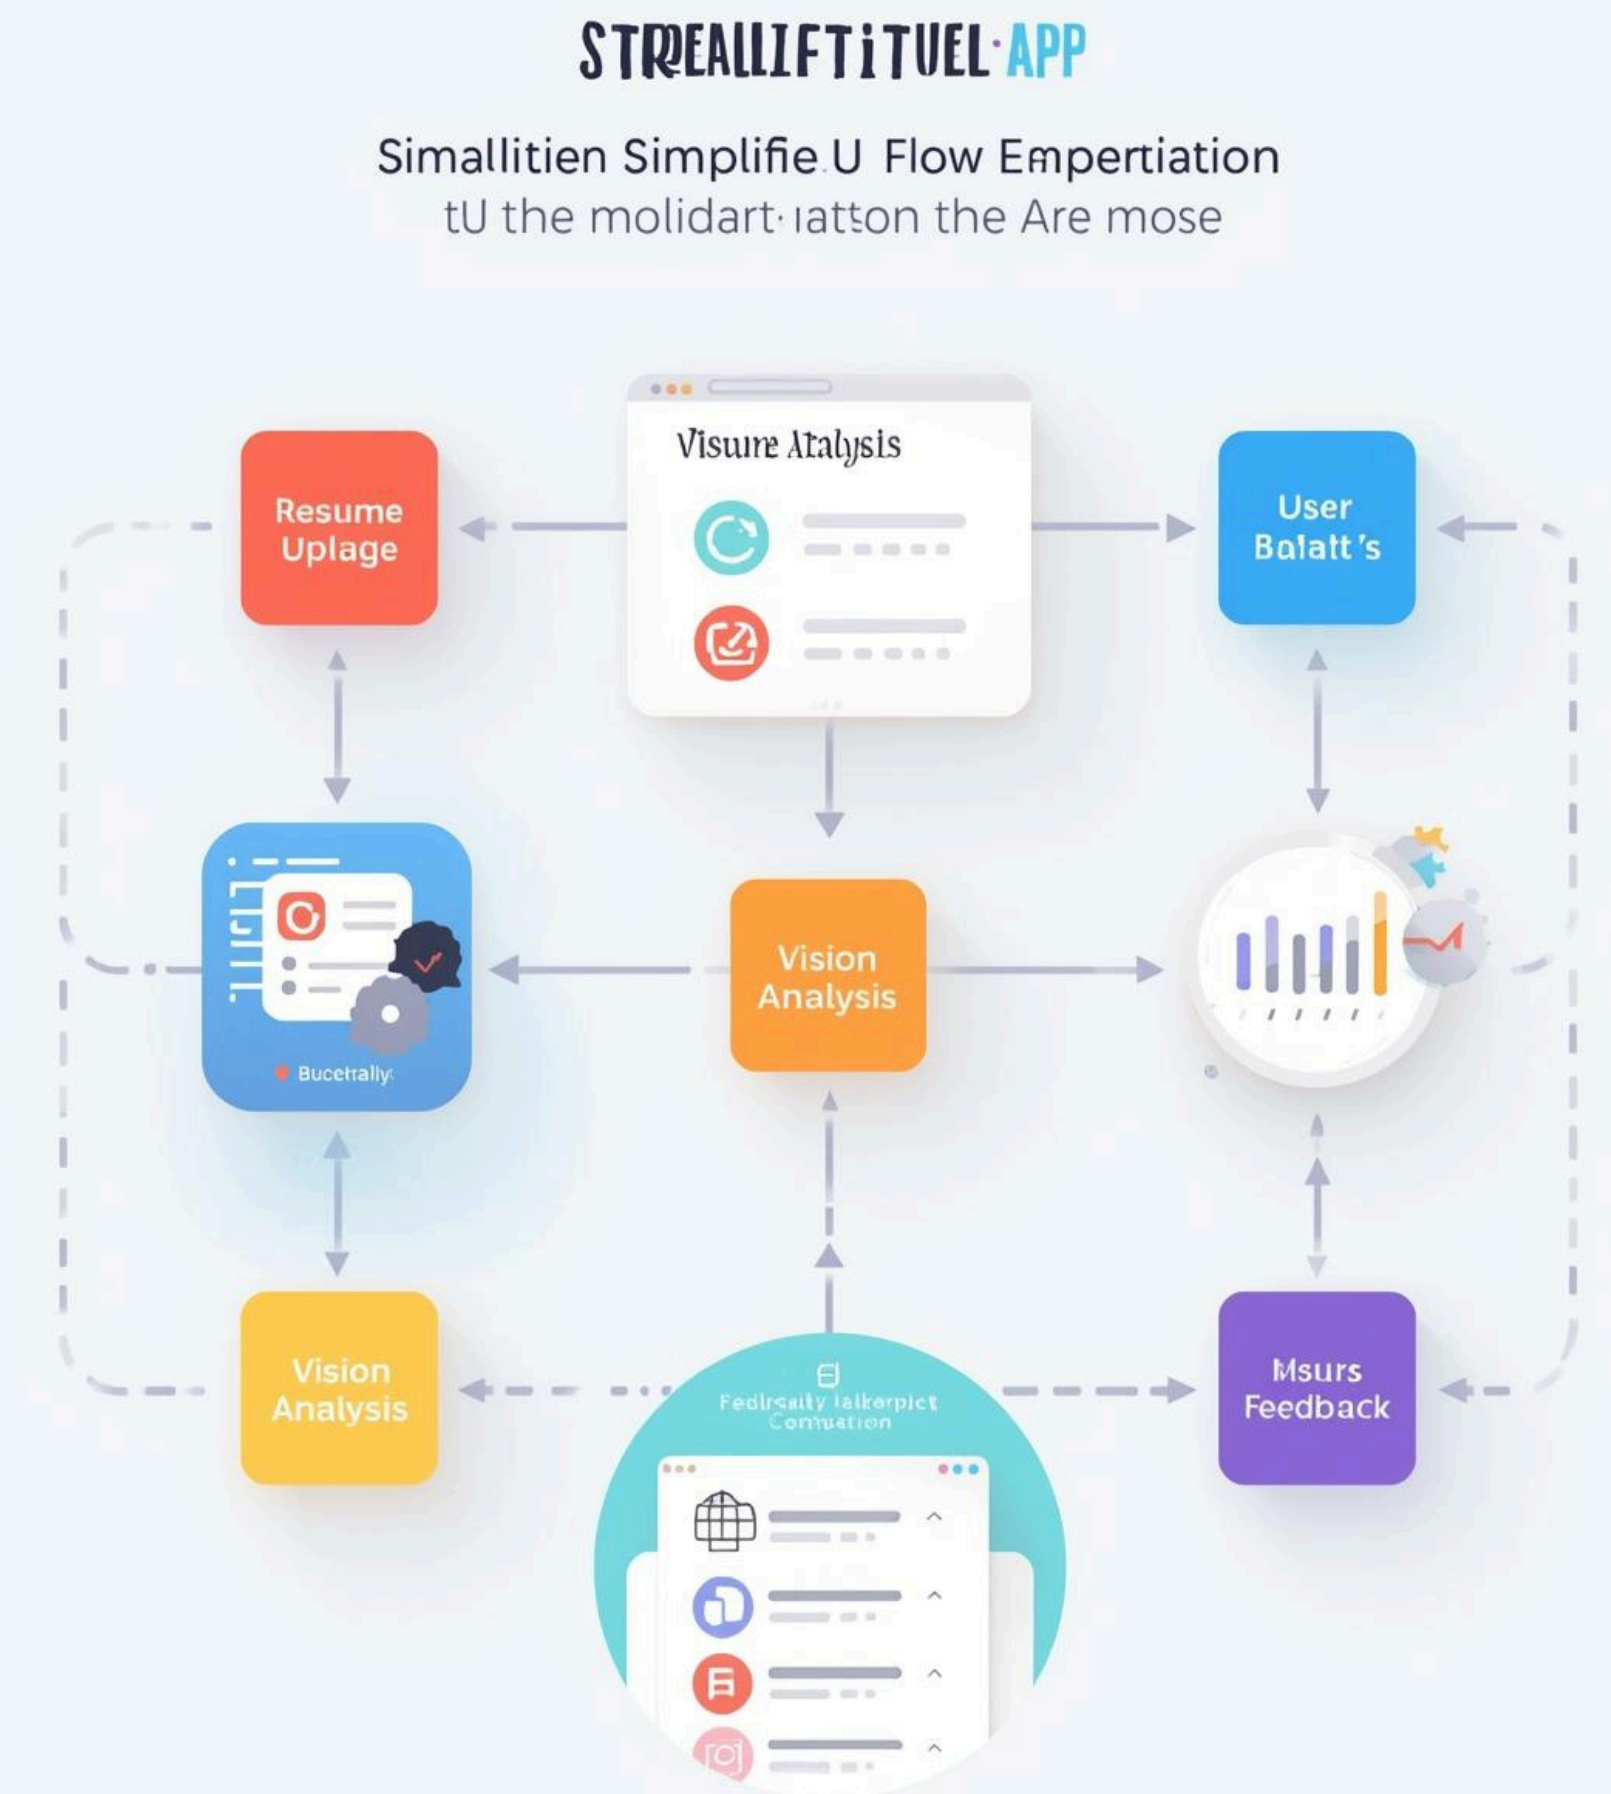 STREALLIFTiTUEL·APP
Simallitien Simplifie.U Flow Empertiation
tU the molidart· iatson the Are mose
Visure Atalysis
Resume
Uplage
User
Balatt's
Vision
Analysis
Bucetrally:
Vision
Analysis
Msurs
Feedback